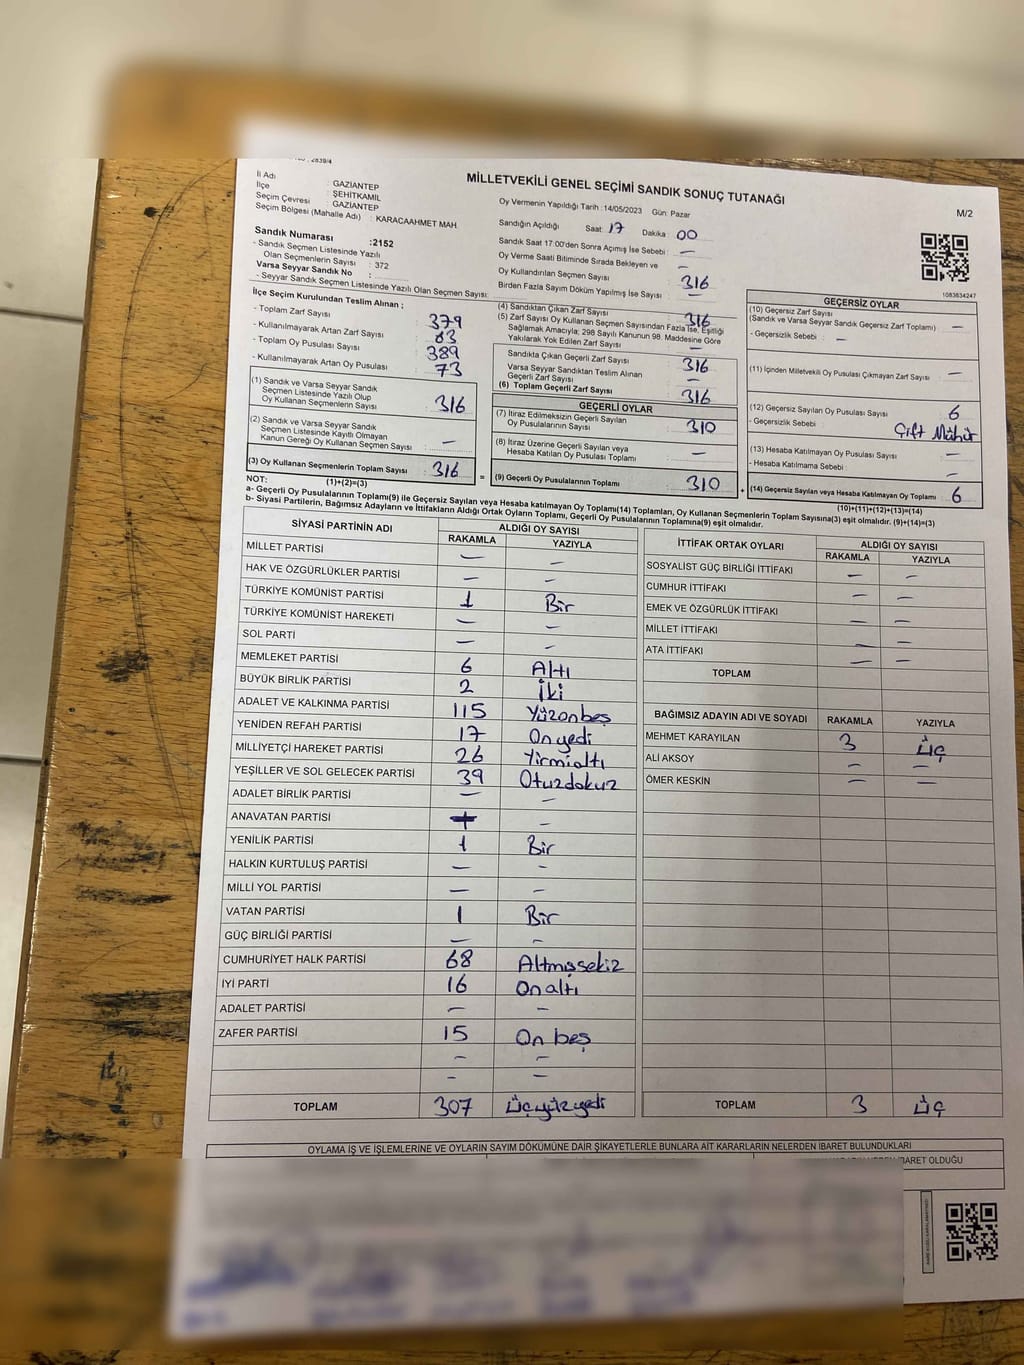 MİLLETVEKİLİ GENEL SEÇİMİ SANDIK SONUÇ TUTANAĞI
M/2
İl Adı : GAZİANTEP
İlçe : ŞEHİTKAMİL
Seçim Çevresi : GAZİANTEP
Seçim Bölgesi (Mahalle Adı) : KARACAAHMET MAH
Sandık Numarası :2152
- Sandık Seçmen Listesinde Yazılı
Olan Seçmenlerin Sayısı : 372
Varsa Seyyar Sandık No :
- Seyyar Sandık Seçmen Listesinde Yazılı Olan Seçmen Sayısı:
Oy Vermenin Yapıldığı Tarih :14/05/2023 Gün: Pazar
Sandığın Açıldığı Saat 17 Dakika 00
Sandık Saat 17:00'den Sonra Açılmış İse Sebebi : —
Oy Verme Saati Bitiminde Sırada Bekleyen ve
Oy Kullandırılan Seçmen Sayısı —
316
Birden Fazla Sayım Döküm Yapılmış İse Sayısı : —
1083634247
İlçe Seçim Kurulundan Teslim Alınan ;
- Toplam Zarf Sayısı : 379
- Kullanılmayarak Artan Zarf Sayısı : 63
- Toplam Oy Pusulası Sayısı : 389
- Kullanılmayarak Artan Oy Pusulası : 73
(1) Sandık ve Varsa Seyyar Sandık
Seçmen Listesinde Yazılı Olup
Oy Kullanan Seçmenlerin Sayısı 316
(2) Sandık ve Varsa Seyyar Sandık
Seçmen Listesinde Kayıtlı Olmayan
Kanun Gereği Oy Kullanan Seçmen Sayısı —
(3) Oy Kullanan Seçmenlerin Toplam Sayısı 316
(4) Sandıktan Çıkan Zarf Sayısı : 316
(5) Zarf Sayısı Oy Kullanan Seçmen Sayısından Fazla İse, Eşitliği
Sağlamak Amacıyla; 298 Sayılı Kanunun 98. Maddesine Göre
Yakılarak Yok Edilen Zarf Sayısı : —
Sandıkta Çıkan Geçerli Zarf Sayısı 316
Varsa Seyyar Sandıktan Teslim Alınan
Geçerli Zarf Sayısı —
(6) Toplam Geçerli Zarf Sayısı 316
GEÇERLİ OYLAR
(7) İtiraz Edilmeksizin Geçerli Sayılan
Oy Pusulalarının Sayısı : 310
(8) İtiraz Üzerine Geçerli Sayılan veya
Hesaba Katılan Oy Pusulası Toplamı —
= (9) Geçerli Oy Pusulalarının Toplamı 310
GEÇERSİZ OYLAR
(10) Geçersiz Zarf Sayısı
(Sandık ve Varsa Seyyar Sandık Geçersiz Zarf Toplamı) —
- Geçersizlik Sebebi : —
(11) İçinden Milletvekili Oy Pusulası Çıkmayan Zarf Sayısı —
(12) Geçersiz Sayılan Oy Pusulası Sayısı 6
- Geçersizlik Sebebi : Çift Mühür
(13) Hesaba Katılmayan Oy Pusulası Sayısı : —
- Hesaba Katılmama Sebebi : —
+ (14) Geçersiz Sayılan veya Hesaba Katılmayan Oy Toplamı 6
NOT: (1)+(2)=(3)
(10)+(11)+(12)+(13)=(14)
a- Geçerli Oy Pusulalarının Toplamı(9) ile Geçersiz Sayılan veya Hesaba katılmayan Oy Toplamı(14) Toplamları, Oy Kullanan Seçmenlerin Toplam Sayısına(3) eşit olmalıdır. (9)+(14)=(3)
b- Siyasi Partilerin, Bağımsız Adayların ve İttifakların Aldığı Ortak Oyların Toplamı, Geçerli Oy Pusulalarının Toplamına(9) eşit olmalıdır.
SİYASİ PARTİNİN ADI ALDIĞI OY SAYISI
RAKAMLA YAZIYLA
MİLLET PARTİSİ — —
HAK VE ÖZGÜRLÜKLER PARTİSİ — —
TÜRKİYE KOMÜNİST PARTİSİ 1 Bir
TÜRKİYE KOMÜNİST HAREKETİ — —
SOL PARTİ — —
MEMLEKET PARTİSİ 6 Altı
BÜYÜK BİRLİK PARTİSİ 2 İki
ADALET VE KALKINMA PARTİSİ 115 Yüzonbeş
YENİDEN REFAH PARTİSİ 17 Onyedi
MİLLİYETÇİ HAREKET PARTİSİ 26 Yirmialtı
YEŞİLLER VE SOL GELECEK PARTİSİ 39 Otuzdokuz
ADALET BİRLİK PARTİSİ — —
ANAVATAN PARTİSİ — —
YENİLİK PARTİSİ 1 Bir
HALKIN KURTULUŞ PARTİSİ — —
MİLLİ YOL PARTİSİ — —
VATAN PARTİSİ 1 Bir
GÜÇ BİRLİĞİ PARTİSİ — —
CUMHURİYET HALK PARTİSİ 68 Altmışsekiz
İYİ PARTİ 16 Onaltı
ADALET PARTİSİ — —
ZAFER PARTİSİ 15 On beş
— —
— —
TOPLAM 307 Üçyüzyedi
İTTİFAK ORTAK OYLARI ALDIĞI OY SAYISI
RAKAMLA YAZIYLA
SOSYALİST GÜÇ BİRLİĞİ İTTİFAKI — —
CUMHUR İTTİFAKI — —
EMEK VE ÖZGÜRLÜK İTTİFAKI — —
MİLLET İTTİFAKI — —
ATA İTTİFAKI — —
TOPLAM
BAĞIMSIZ ADAYIN ADI VE SOYADI RAKAMLA YAZIYLA
MEHMET KARAYILAN 3 Üç
ALİ AKSOY — —
ÖMER KESKİN — —
TOPLAM 3 Üç
OYLAMA İŞ VE İŞLEMLERİNE VE OYLARIN SAYIM DÖKÜMÜNE DAİR ŞİKAYETLERLE BUNLARA AİT KARARLARIN NELERDEN İBARET BULUNDUKLARI
İBARET OLDUĞU